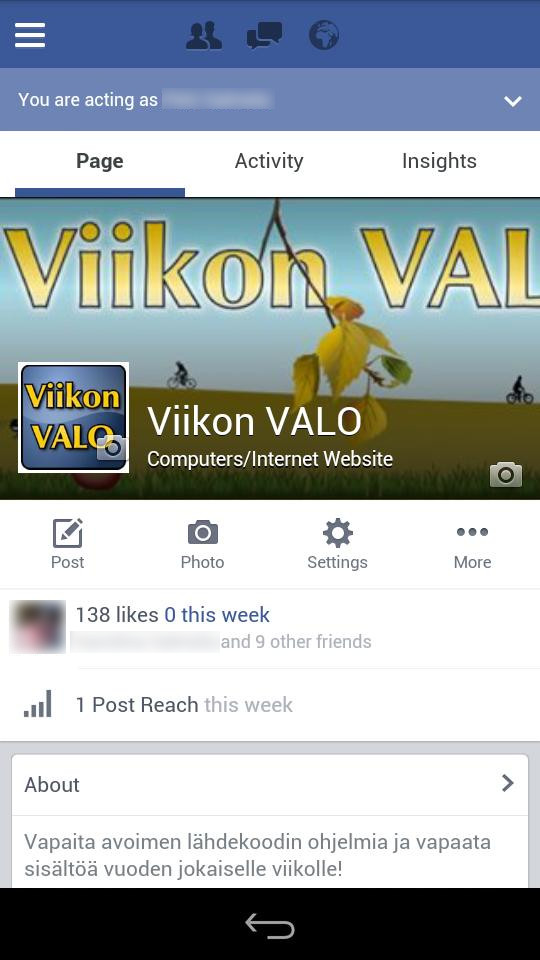 You are acting as
Page Activity Insights
Viikon VAL
Viikon
VALO
Viikon VALO
Computers/Internet Website
Post Photo Settings More
138 likes 0 this week
and 9 other friends
1 Post Reach this week
About
Vapaita avoimen lähdekoodin ohjelmia ja vapaata
sisältöä vuoden jokaiselle viikolle!